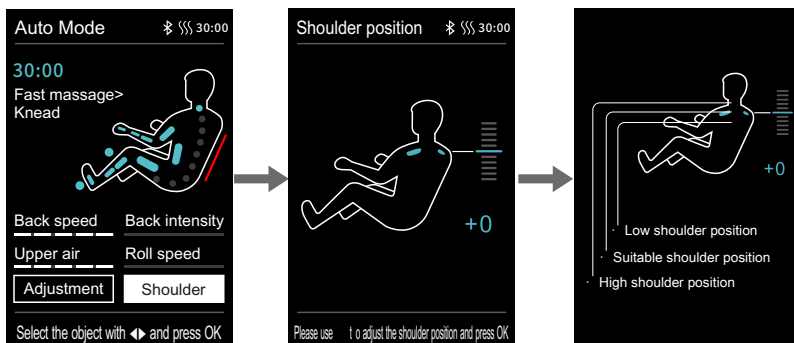 Auto Mode 30:00
30:00
Fast massage>
Knead
Back speed Back intensity
Upper air Roll speed
Adjustment Shoulder
Select the object with ◀▶ and press OK
Shoulder position 30:00
+0
Please use t o adjust the shoulder position and press OK
+0
· Low shoulder position
· Suitable shoulder position
· High shoulder position